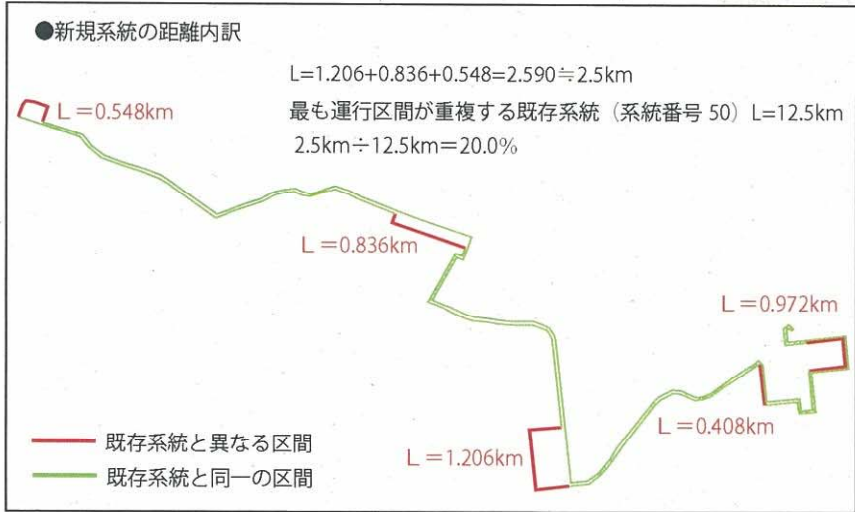 ●新規系統の距離内訳
L=1.206+0.836+0.548=2.590≒2.5km
最も運行区間が重複する既存系統（系統番号 50）L=12.5km
2.5km÷12.5km=20.0%
L=0.548km
L=0.836km
L=0.972km
L=0.408km
L=1.206km
既存系統と異なる区間
既存系統と同一の区間